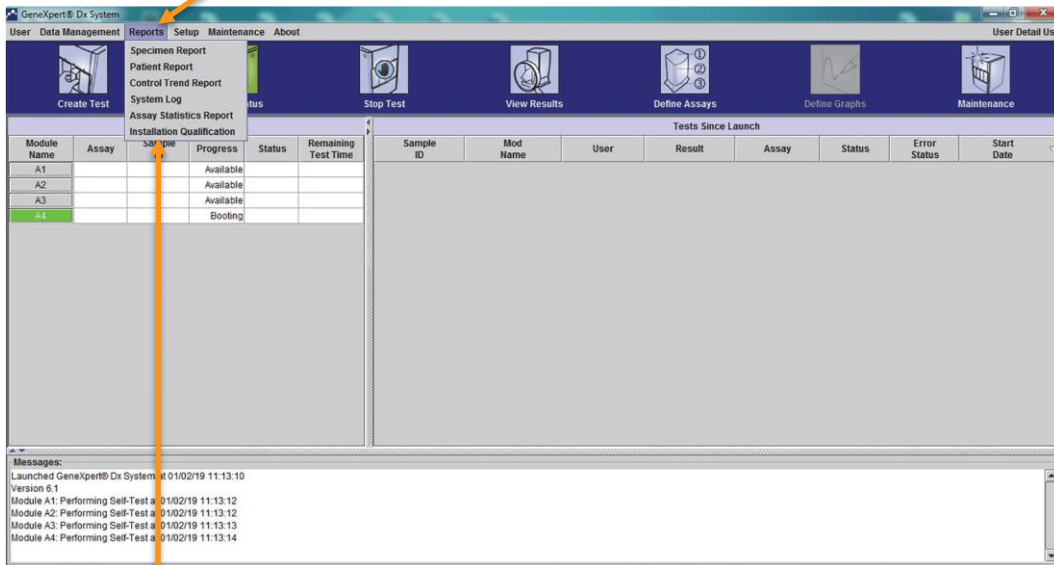 GeneXpert® Dx System
User Data Management Reports Setup Maintenance About User Detail Us
Specimen Report
Patient Report
Control Trend Report
System Log
Assay Statistics Report
Installation Qualification
Create Test tus Stop Test View Results Define Assays Define Graphs Maintenance
Tests Since Launch
Module Name Assay Sample Progress Status Remaining Test Time Sample ID Mod Name User Result Assay Status Error Status Start Date
A1 Available
A2 Available
A3 Available
A4 Booting
Messages:
Launched GeneXpert® Dx System at 01/02/19 11:13:10
Version 6.1
Module A1: Performing Self-Test at 01/02/19 11:13:12
Module A2: Performing Self-Test at 01/02/19 11:13:12
Module A3: Performing Self-Test at 01/02/19 11:13:13
Module A4: Performing Self-Test at 01/02/19 11:13:14